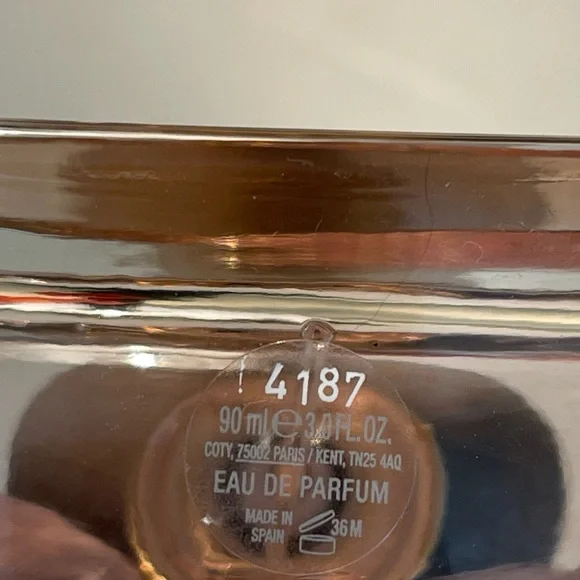 4187
90 ml e 3.0 FL. OZ.
COTY, 75002 PARIS / KENT, TN25 4AQ
EAU DE PARFUM
MADE IN
SPAIN
36 M